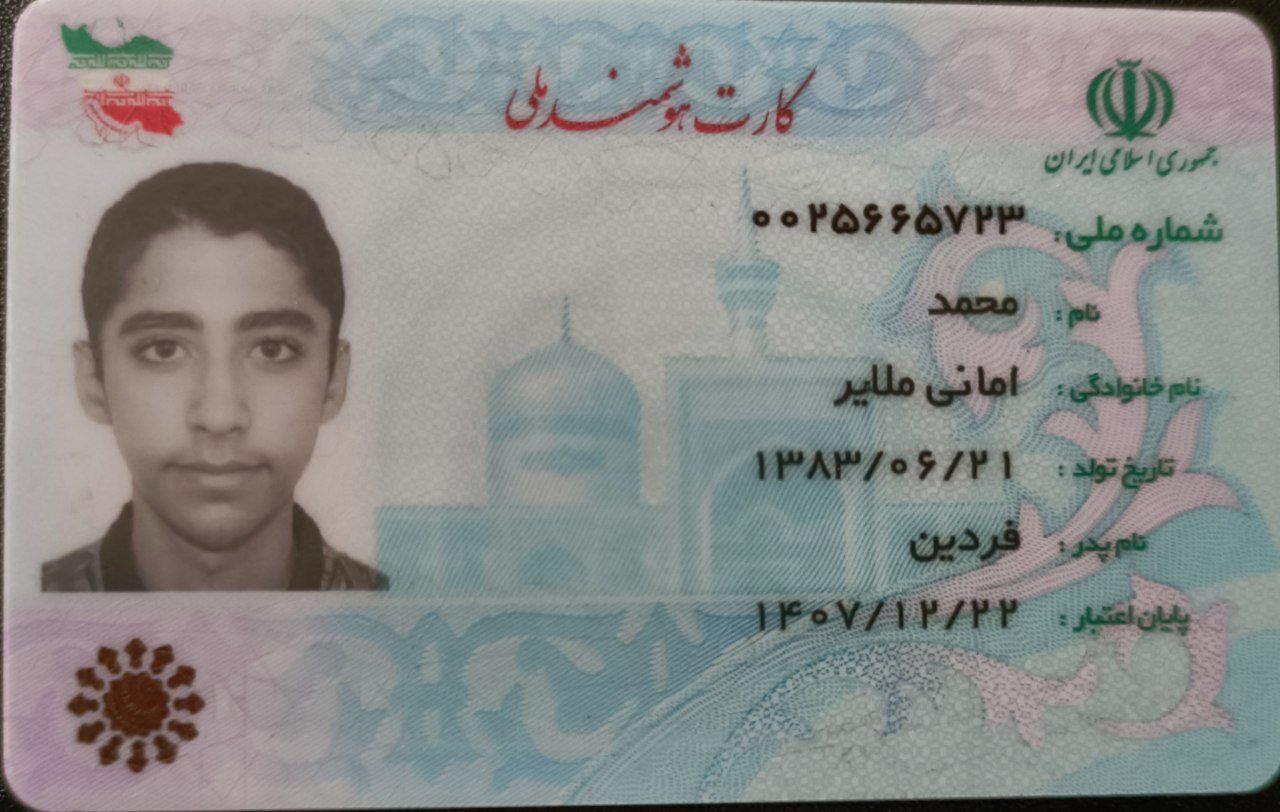 کارت هوشمند ملی
جمهوری اسلامی ایران
شماره ملی: ۰۰۲۵۶۶۵۷۲۳
نام: محمد
نام خانوادگی: امانی ملایر
تاریخ تولد: ۱۳۸۳/۰۶/۲۱
نام پدر: فردین
پایان اعتبار: ۱۴۰۷/۱۲/۲۲